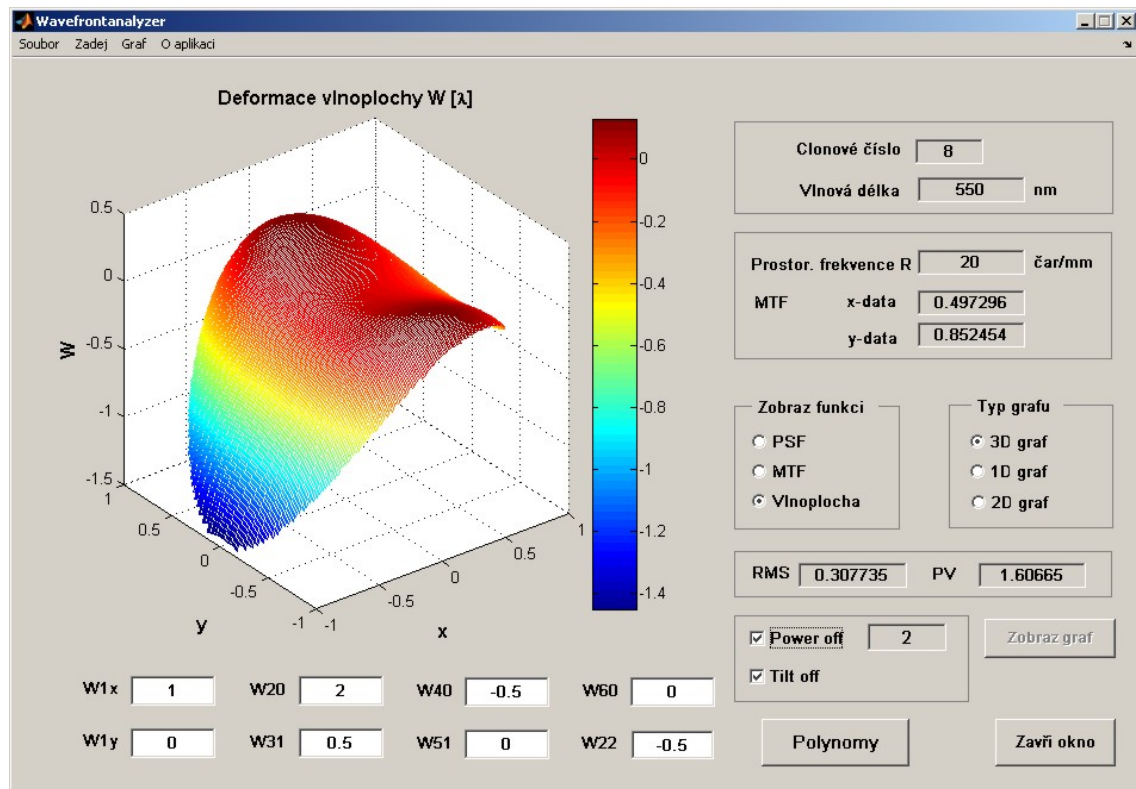 Wavefrontanalyzer
Soubor Zadej Graf O aplikaci
Deformace vlnoplochy W [λ]
0.5
0
-0.5
-1
-1.5
W
1
0.5
0
-0.5
-1
y
-1
-0.5
0
0.5
1
x
0
-0.2
-0.4
-0.6
-0.8
-1
-1.2
-1.4
Clonové číslo 8
Vlnová délka 550 nm
Prostor. frekvence R 20 čar/mm
MTF x-data 0.497296
y-data 0.852454
Zobraz funkci
PSF
MTF
Vlnoplocha
Typ grafu
3D graf
1D graf
2D graf
RMS 0.307735 PV 1.60665
Power off 2
Tilt off
Zobraz graf
W1x 1 W20 2 W40 -0.5 W60 0
W1y 0 W31 0.5 W51 0 W22 -0.5
Polynomy
Zavři okno